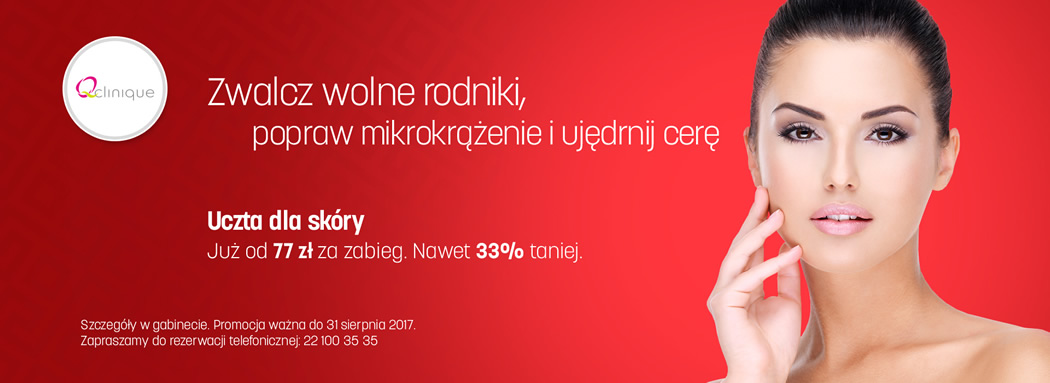 Qclinique
Zwalcz wolne rodniki,
popraw mikrokrążenie i ujędrnij cerę
Uczta dla skóry
Już od 77 zł za zabieg. Nawet 33% taniej.
Szczegóły w gabinecie. Promocja ważna do 31 sierpnia 2017.
Zapraszamy do rezerwacji telefonicznej: 22 100 35 35